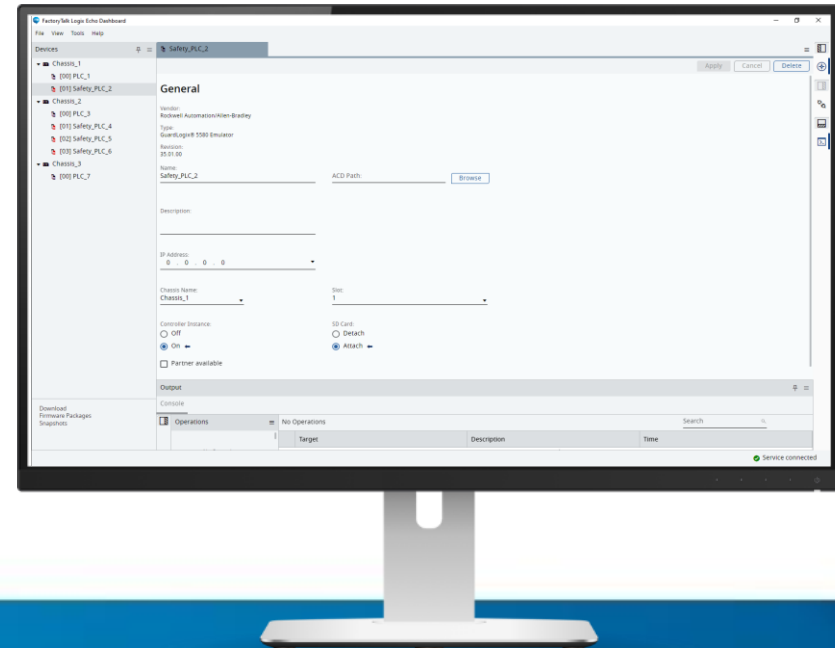 FactoryTalk Logix Echo Dashboard
File View Tools Help
Devices
Chassis_1
[00] PLC_1
[01] Safety_PLC_2
Chassis_2
[00] PLC_3
[01] Safety_PLC_4
[02] Safety_PLC_5
[03] Safety_PLC_6
Chassis_3
[00] PLC_7
Download
Firmware Packages
Snapshots
Safety_PLC_2
Apply Cancel Delete
General
Vendor:
Rockwell Automation/Allen-Bradley
Type:
GuardLogix® 5580 Emulator
Revision:
35.01.00
Name:
Safety_PLC_2
ACD Path:
Browse
Description:
IP Address:
0 . 0 . 0 . 0
Chassis Name: Slot:
Chassis_1 1
Controller Instance: SD Card:
Off Detach
On Attach
Partner available
Output
Console
Operations No Operations Search
Target Description Time
Service connected